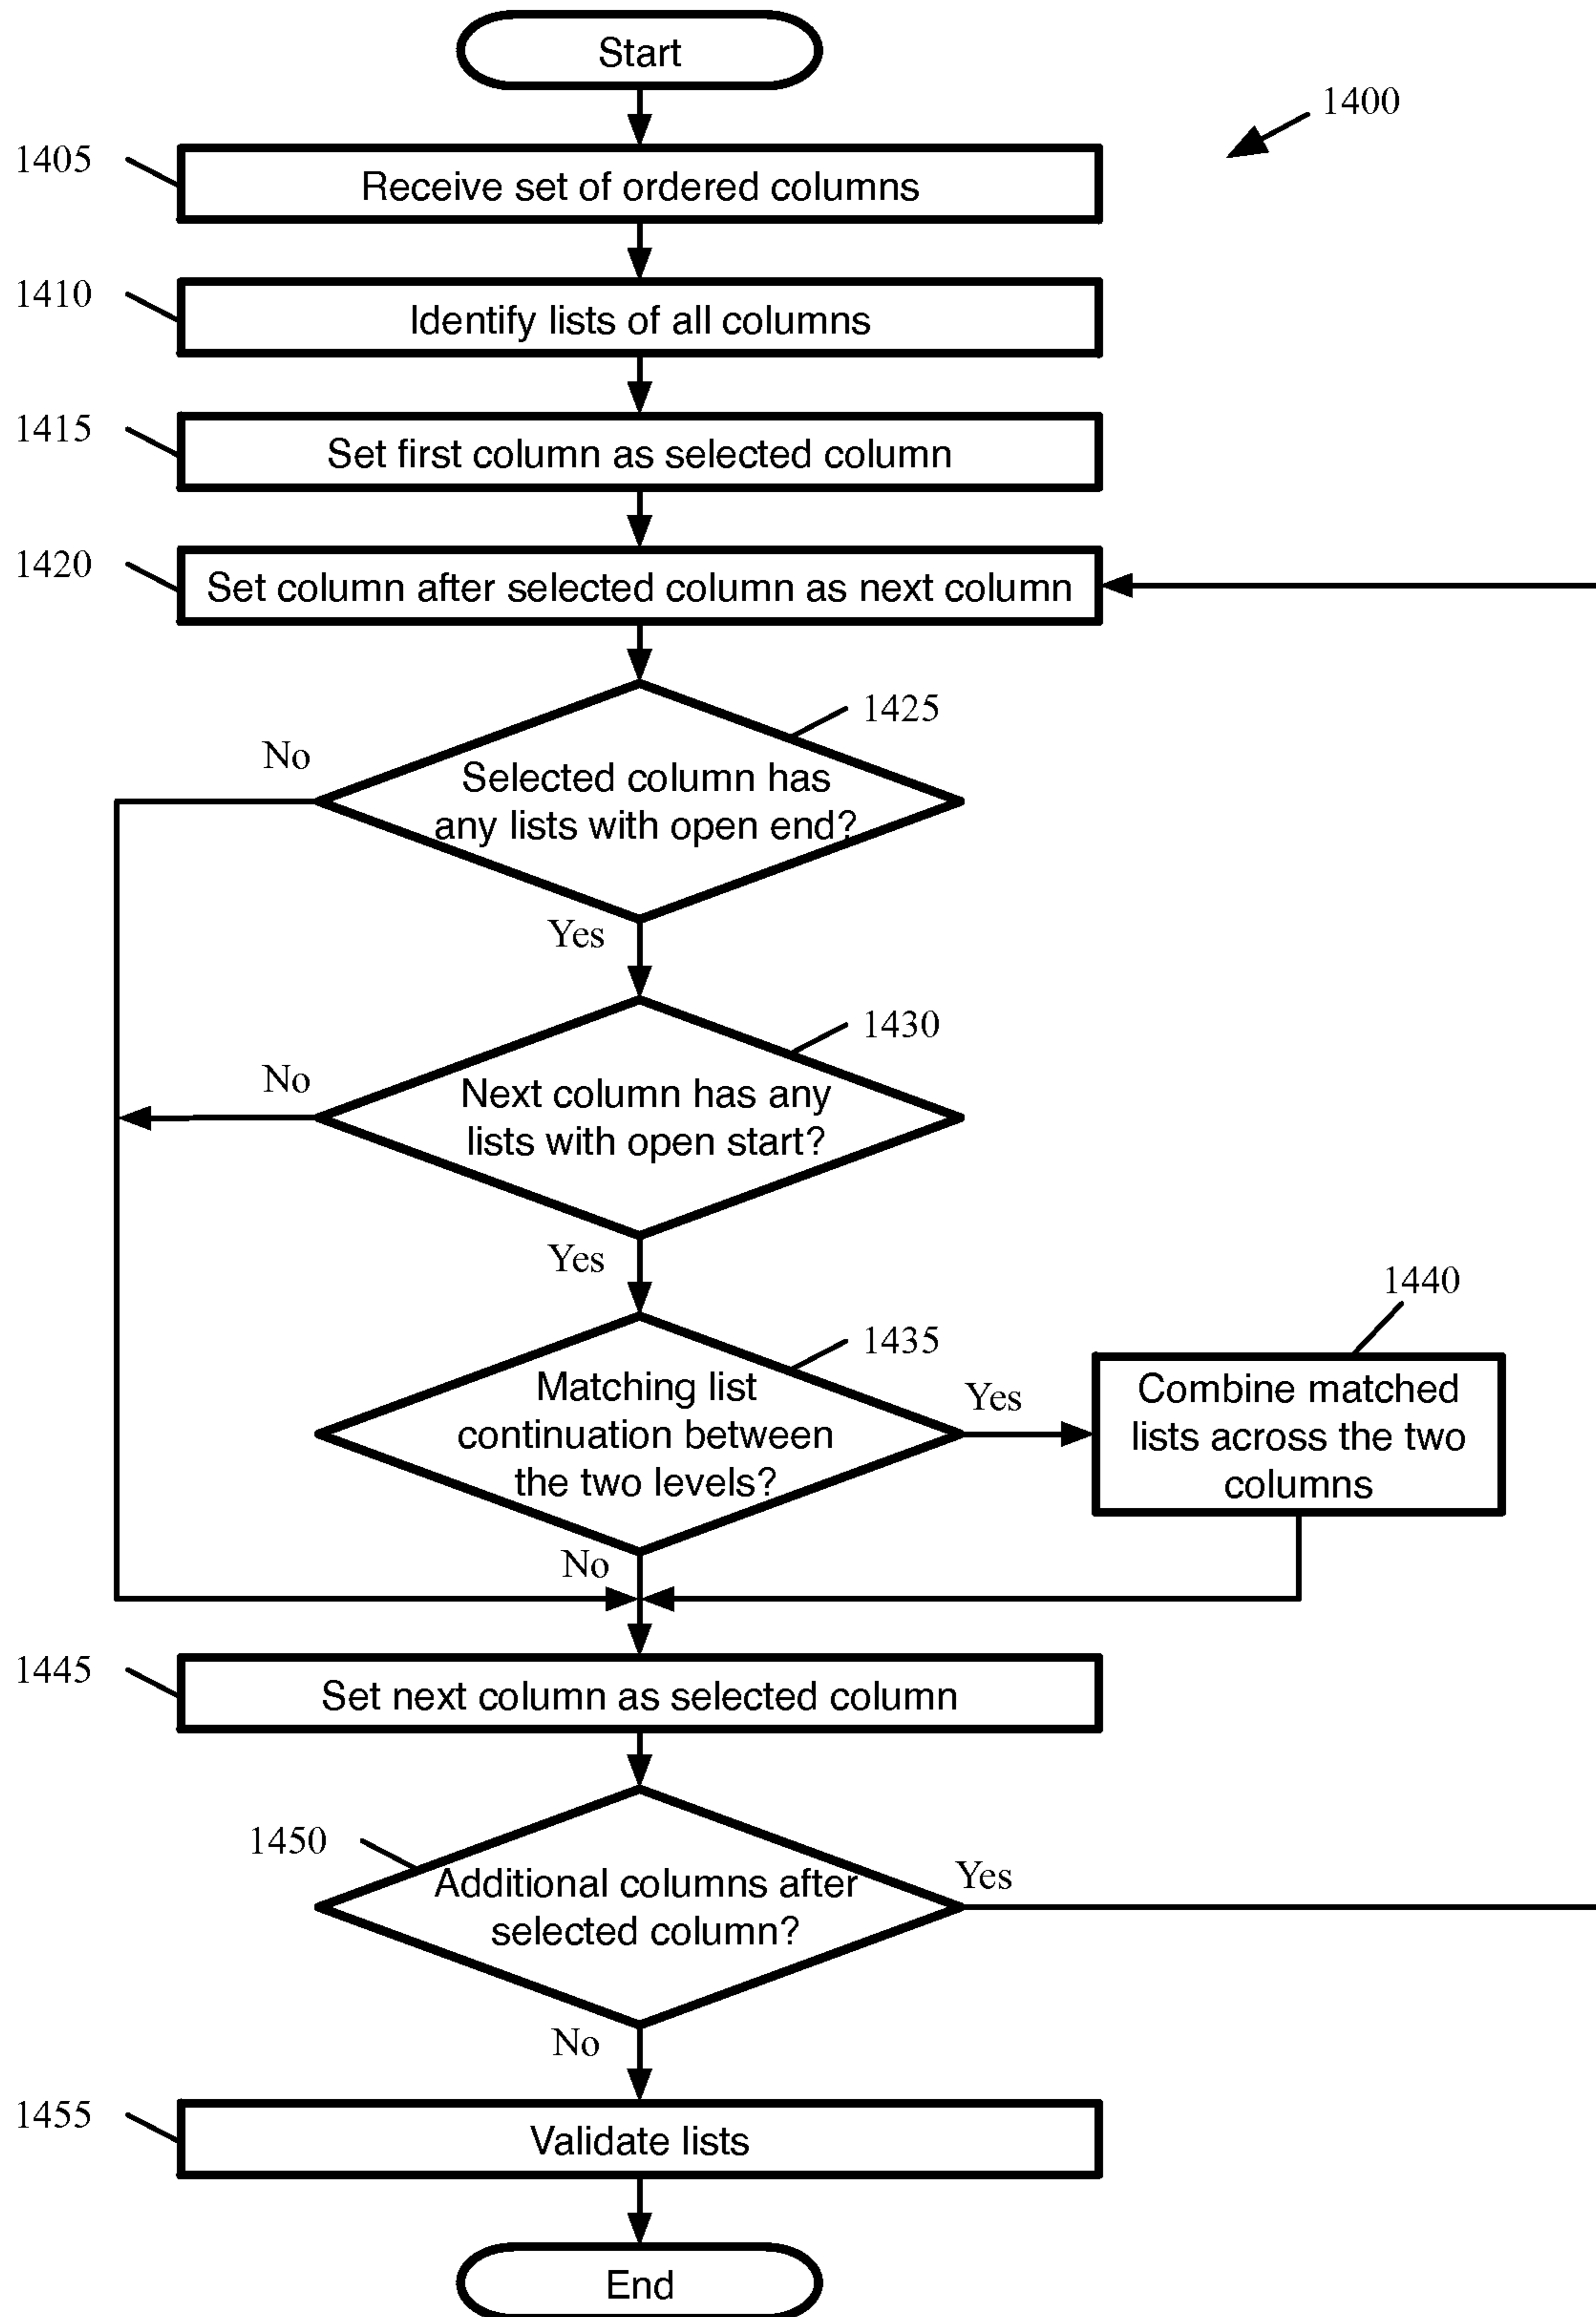 Start
1400
1405
Receive set of ordered columns
1410
Identify lists of all columns
1415
Set first column as selected column
1420
Set column after selected column as next column
1425
No
Selected column has
any lists with open end?
Yes
1430
No
Next column has any
lists with open start?
Yes
1440
1435
Matching list
continuation between
the two levels?
Yes
Combine matched
lists across the two
columns
No
1445
Set next column as selected column
1450
Additional columns after
selected column?
Yes
No
1455
Validate lists
End